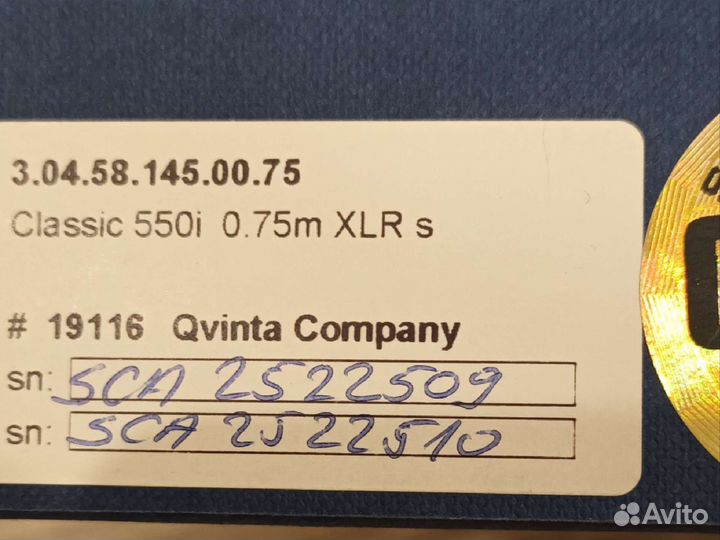 3.04.58.145.00.75
Classic 550i 0.75m XLR s
# 19116 Qvinta Company
sn: SCA 2522509
sn: SCA 2522510
Avito